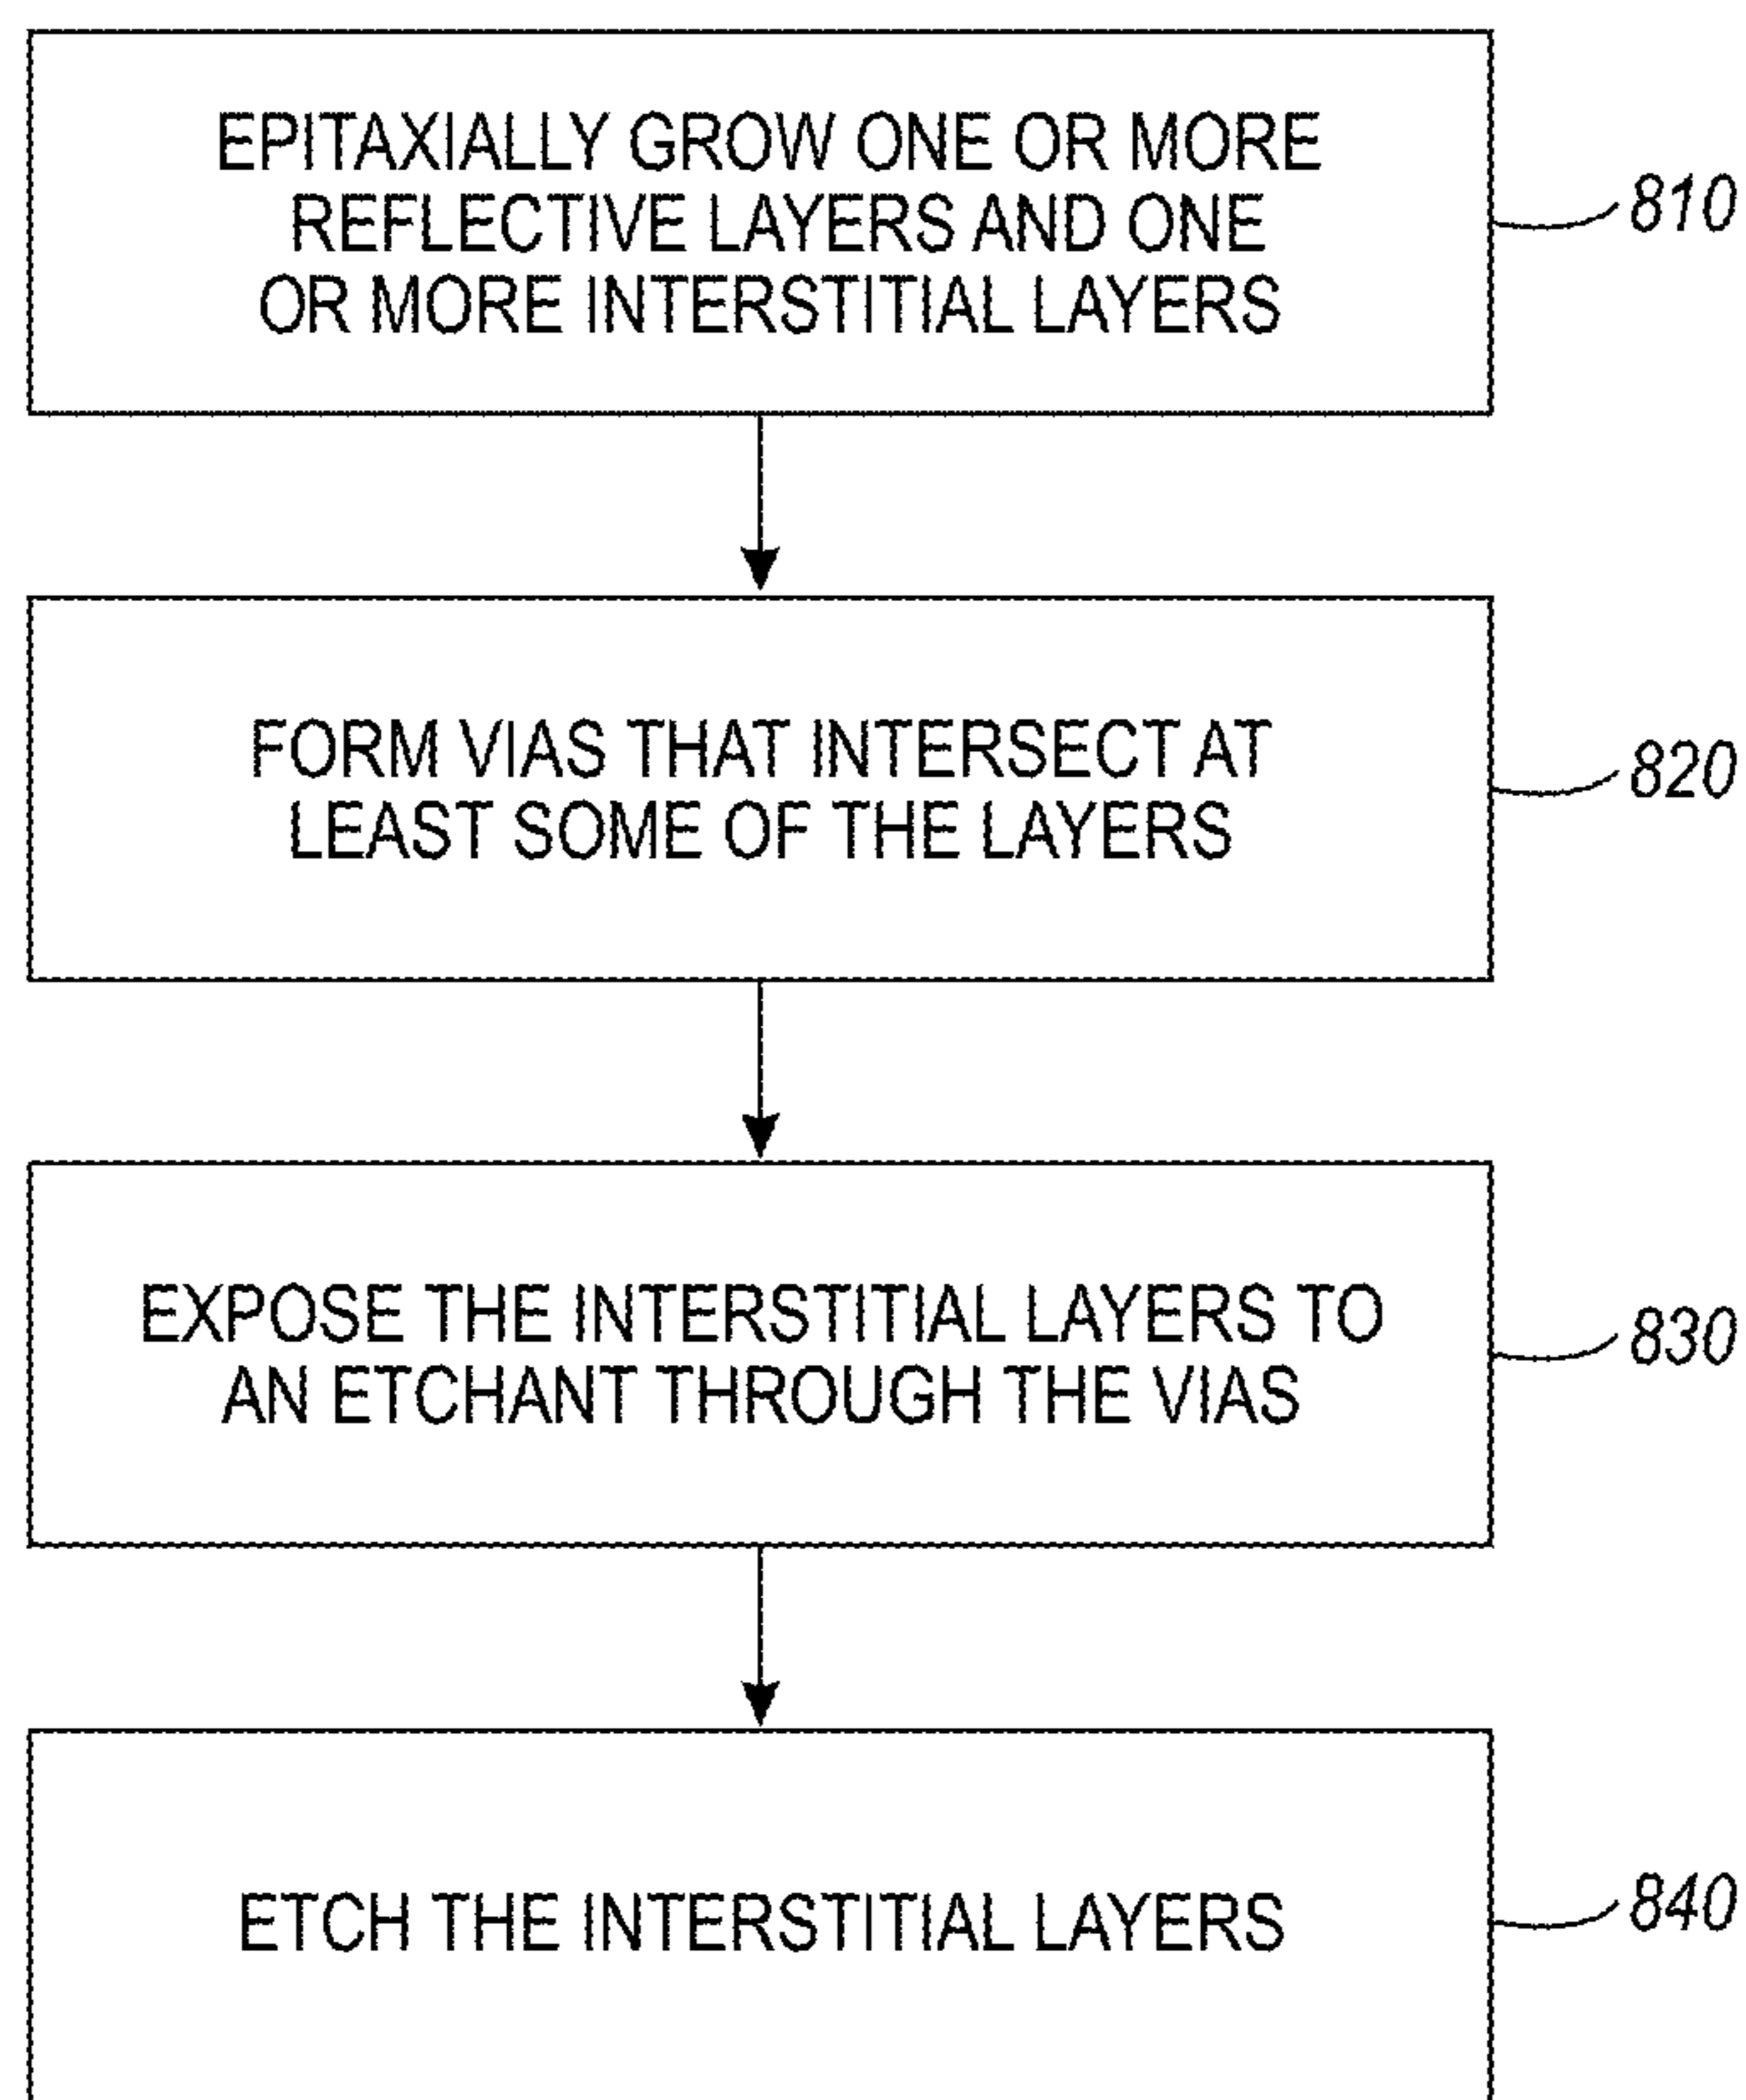 EPITAXIALLY GROW ONE OR MORE
REFLECTIVE LAYERS AND ONE
OR MORE INTERSTITIAL LAYERS
810
FORM VIAS THAT INTERSECT AT
LEAST SOME OF THE LAYERS
820
EXPOSE THE INTERSTITIAL LAYERS TO
AN ETCHANT THROUGH THE VIAS
830
ETCH THE INTERSTITIAL LAYERS
840